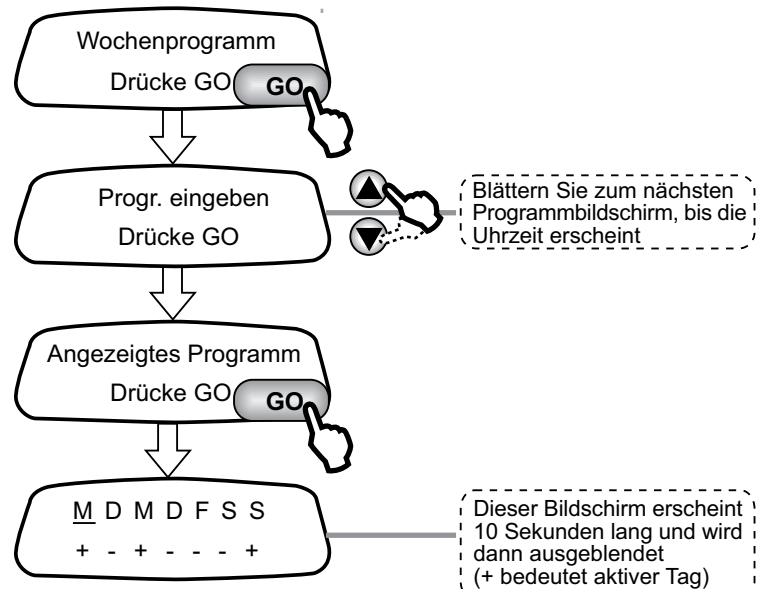 Wochenprogramm
Drücke GO GO
Progr. eingeben
Drücke GO
Blättern Sie zum nächsten
Programmbildschirm, bis die
Uhrzeit erscheint
Angezeigtes Programm
Drücke GO GO
M D M D F S S
+ - + - - - +
Dieser Bildschirm erscheint
10 Sekunden lang und wird
dann ausgeblendet
(+ bedeutet aktiver Tag)